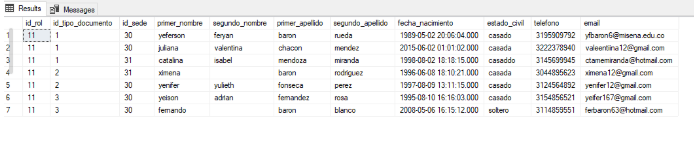 Results Messages
id_rol id_tipo_documento id_sede primer_nombre segundo_nombre primer_apellido segundo_apellido fecha_nacimiento estado_civil telefono email
1 11 1 30 yeferson feryan baron rueda 1989-05-02 20:06:04.000 casado 3195909792 yfbaron6@misena.edu.co
2 11 1 30 juliana valentina chacon mendez 2015-06-02 01:01:02.000 casada 3222378940 valeentiina12@gmail.com
3 11 1 31 catalina isabel mendoza miranda 1998-08-02 18:18:15.000 casaddo 3145699945 ctamemiranda@hotmail.com
4 11 2 31 ximena baron rodriguez 1996-06-08 18:10:21.000 casada 3044895623 ximena12@gmail.com
5 11 2 30 yenifer yulieth fonseca perez 1997-08-09 13:11:15.000 casada 3124564892 yenifer12@gmail.com
6 11 3 30 yeison adrian fernandez rosa 1995-08-10 16:16:03.000 casado 3154856521 yeifer167@gmail.com
7 11 3 30 fernando baron blanco 2008-05-06 16:15:12.000 soltero 3114859551 ferbaron63@hotmail.com